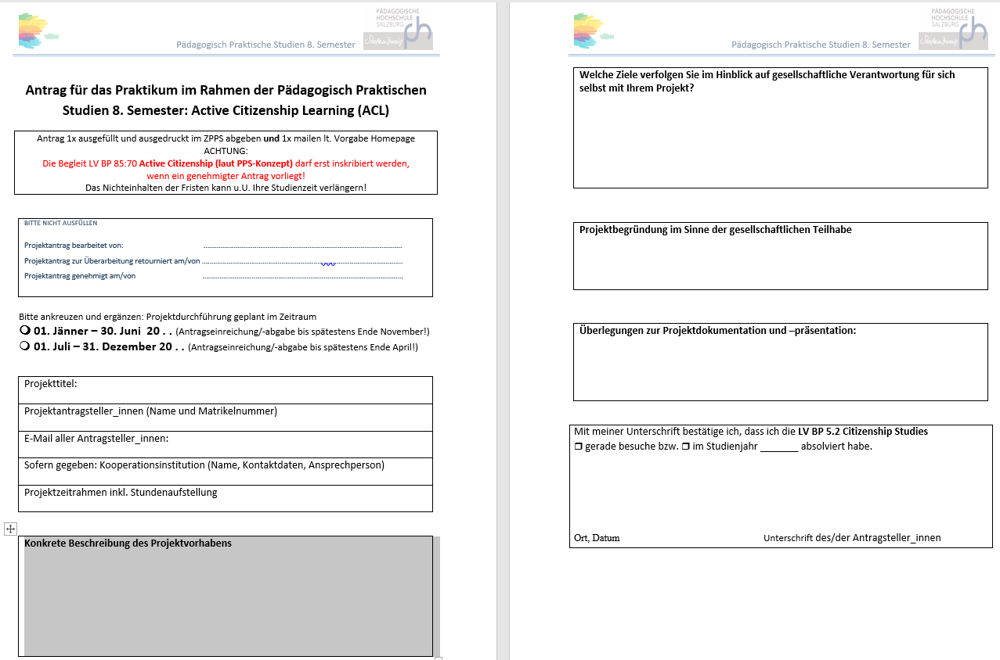 PÄDAGOGISCHE
HOCHSCHULE
SALZBURG
Stefan Zweig
ph
Pädagogisch Praktische Studien 8. Semester
Antrag für das Praktikum im Rahmen der Pädagogisch Praktischen
Studien 8. Semester: Active Citizenship Learning (ACL)
Antrag 1x ausgefüllt und ausgedruckt im ZPPS abgeben und 1x mailen lt. Vorgabe Homepage
ACHTUNG:
Die Begleit LV BP 85:70 Active Citizenship (laut PPS-Konzept) darf erst inskribiert werden,
wenn ein genehmigter Antrag vorliegt!
Das Nichteinhalten der Fristen kann u.U. Ihre Studienzeit verlängern!
BITTE NICHT AUSFÜLLEN
Projektantrag bearbeitet von: ................................................................
Projektantrag zur Überarbeitung retourniert am/von ................................................................
Projektantrag genehmigt am/von ................................................................
Bitte ankreuzen und ergänzen: Projektdurchführung geplant im Zeitraum
❍ 01. Jänner – 30. Juni 20 . . (Antragseinreichung/-abgabe bis spätestens Ende November!)
❍ 01. Juli – 31. Dezember 20 . . (Antragseinreichung/-abgabe bis spätestens Ende April!)
Projekttitel:
Projektantragsteller_innen (Name und Matrikelnummer)
E-Mail aller Antragsteller_innen:
Sofern gegeben: Kooperationsinstitution (Name, Kontaktdaten, Ansprechperson)
Projektzeitrahmen inkl. Stundenaufstellung
Konkrete Beschreibung des Projektvorhabens
PÄDAGOGISCHE
HOCHSCHULE
SALZBURG
Stefan Zweig
ph
Pädagogisch Praktische Studien 8. Semester
Welche Ziele verfolgen Sie im Hinblick auf gesellschaftliche Verantwortung für sich
selbst mit Ihrem Projekt?
Projektbegründung im Sinne der gesellschaftlichen Teilhabe
Überlegungen zur Projektdokumentation und –präsentation:
Mit meiner Unterschrift bestätige ich, dass ich die LV BP 5.2 Citizenship Studies
❒ gerade besuche bzw. ❒ im Studienjahr _______ absolviert habe.
Ort, Datum Unterschrift des/der Antragsteller_innen